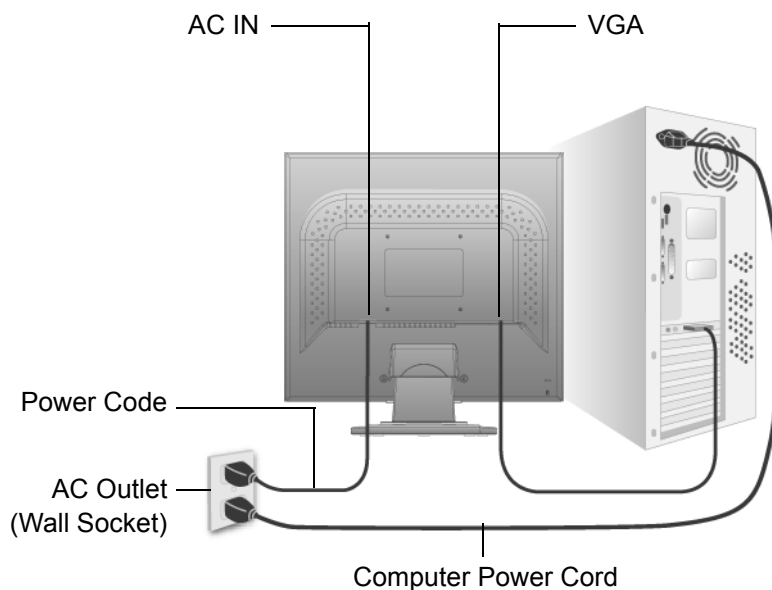 AC IN
VGA
Power Code
AC Outlet
(Wall Socket)
Computer Power Cord